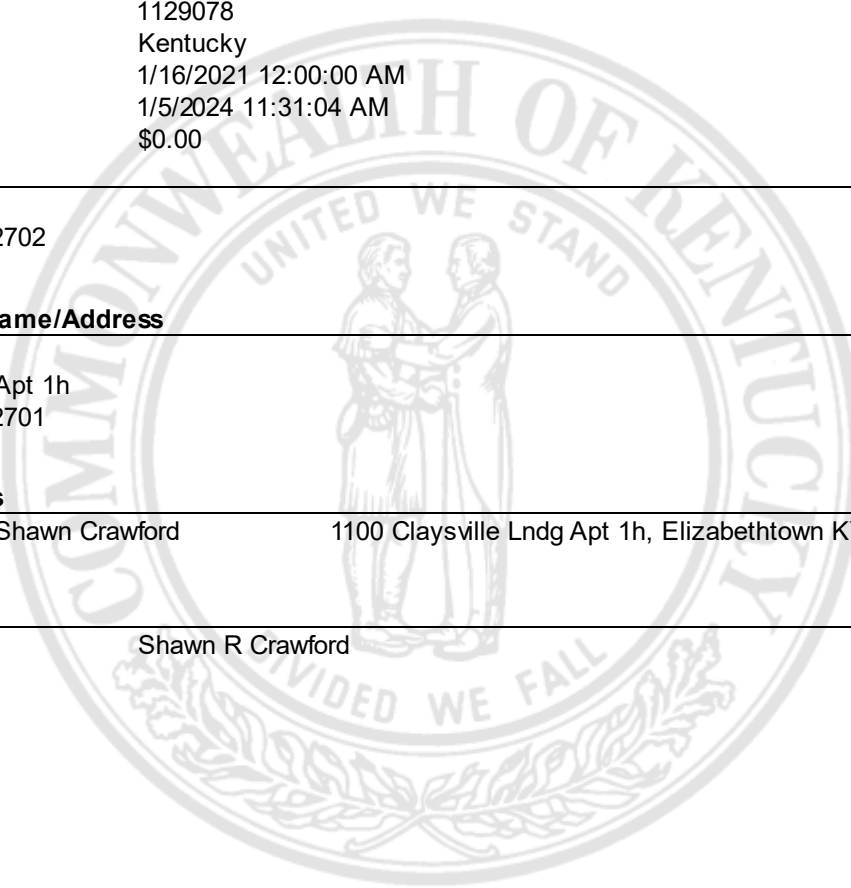 1129078
Kentucky
1/16/2021 12:00:00 AM
1/5/2024 11:31:04 AM
$0.00
COMMONWEALTH OF KENTUCKY
UNITED WE STAND
2702
ame/Address
Apt 1h
2701
s
Shawn Crawford 1100 Claysville Lndg Apt 1h, Elizabethtown K
Shawn R Crawford
DIVIDED WE FALL